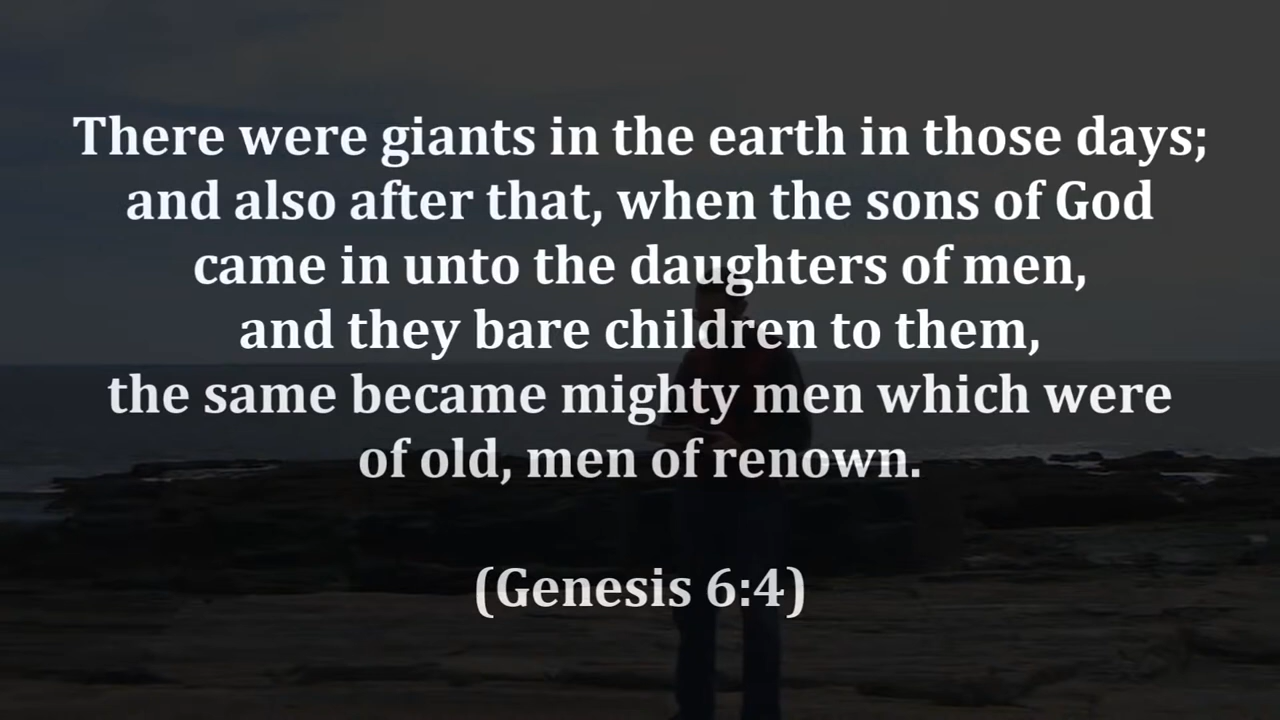 There were giants in the earth in those days;
and also after that, when the sons of God
came in unto the daughters of men,
and they bare children to them,
the same became mighty men which were
of old, men of renown.
(Genesis 6:4)